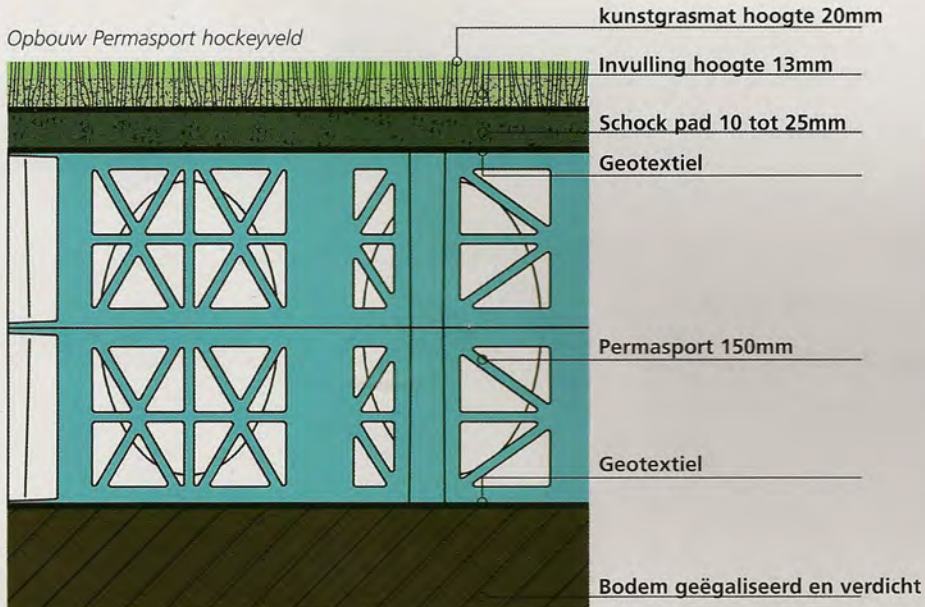 kunstgrasmat hoogte 20mm
Opbouw Permasport hockeyveld
Invulling hoogte 13mm
Schock pad 10 tot 25mm
Geotextiel
Permasport 150mm
Geotextiel
Bodem geëgaliseerd en verdicht